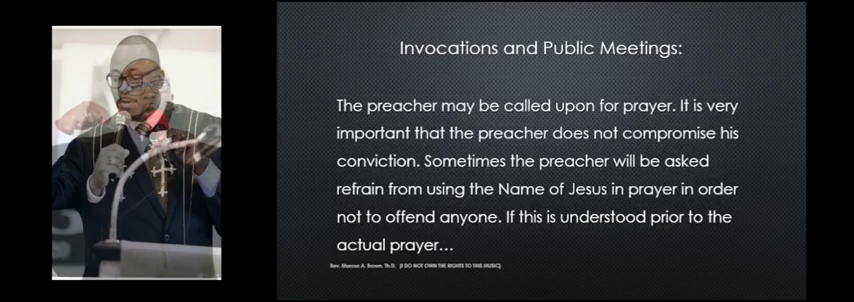 Invocations and Public Meetings:
The preacher may be called upon for prayer. It is very
important that the preacher does not compromise his
conviction. Sometimes the preacher will be asked
refrain from using the Name of Jesus in prayer in order
not to offend anyone. If this is understood prior to the
actual prayer…
Rev. Marcus A. Brown, Th.D. (I DO NOT OWN THE RIGHTS TO THIS MUSIC)